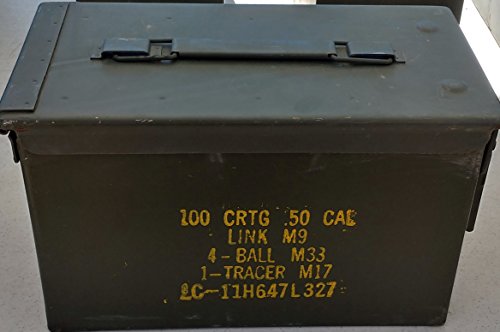 100 CRTG .50 CAL
LINK M9
4-BALL M33
1-TRACER M17
LC-11H647L327